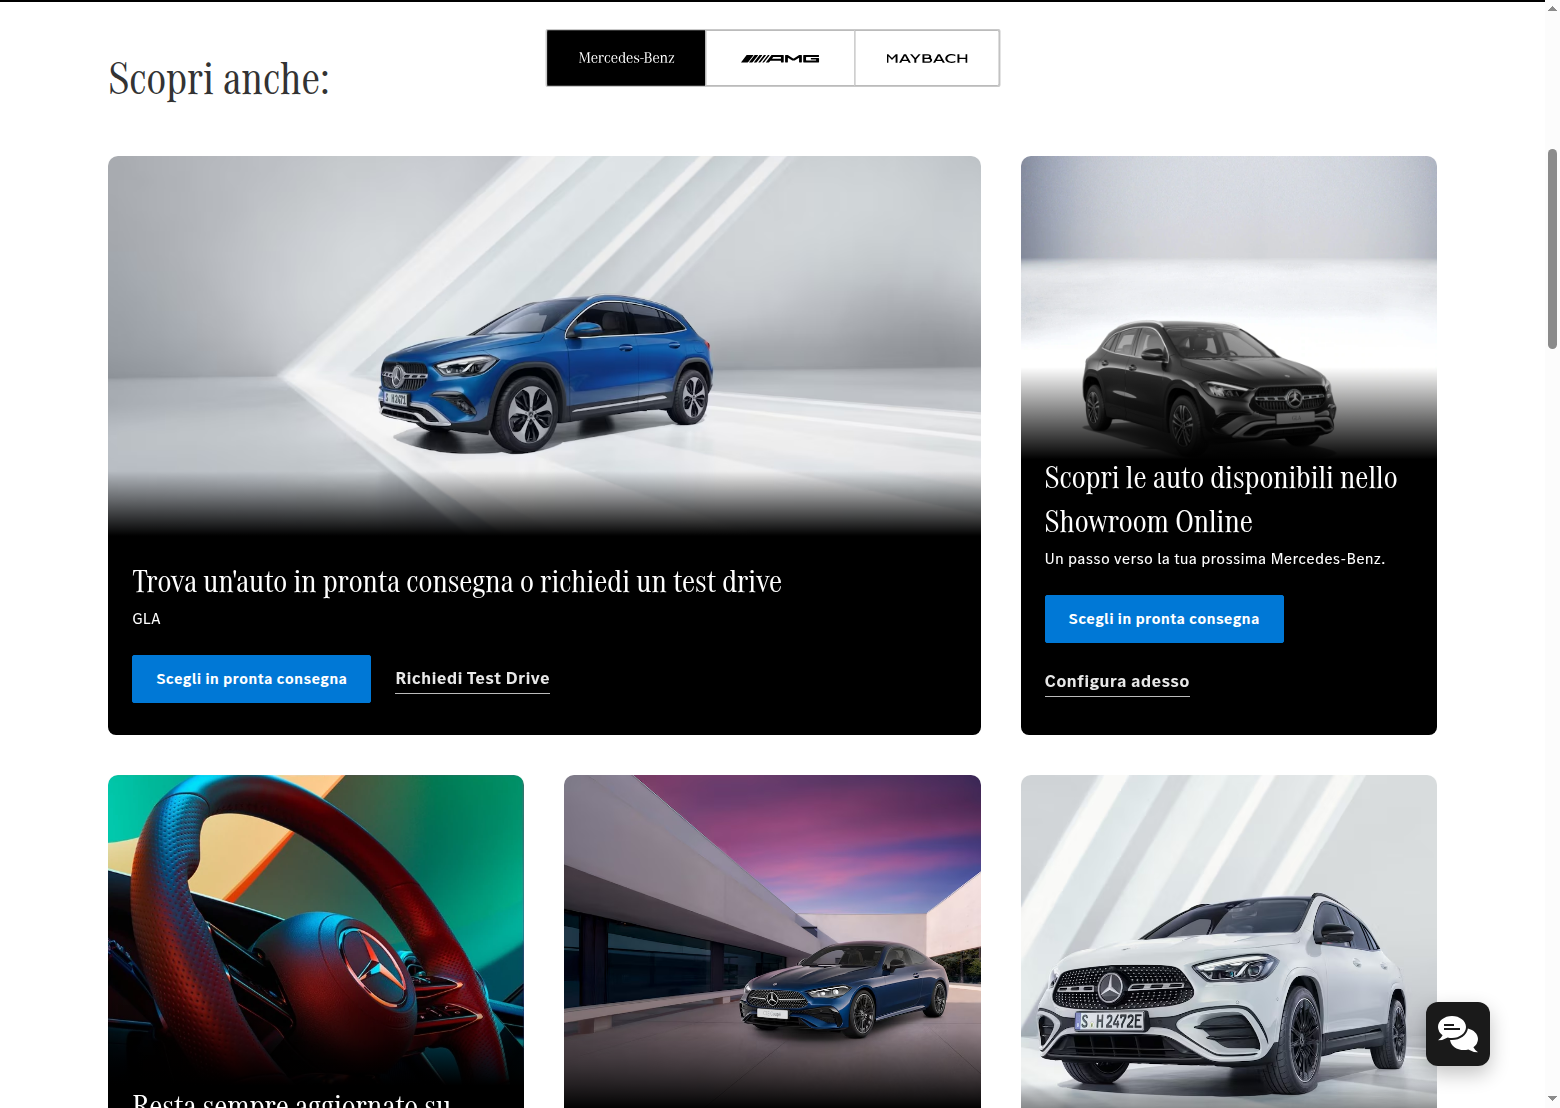 Mercedes-Benz
AMG
MAYBACH
Scopri anche:
Trova un'auto in pronta consegna o richiedi un test drive
GLA
Scegli in pronta consegna
Richiedi Test Drive
Scopri le auto disponibili nello
Showroom Online
Un passo verso la tua prossima Mercedes-Benz.
Scegli in pronta consegna
Configura adesso
Resta sempre aggiornato su
S H 2472E